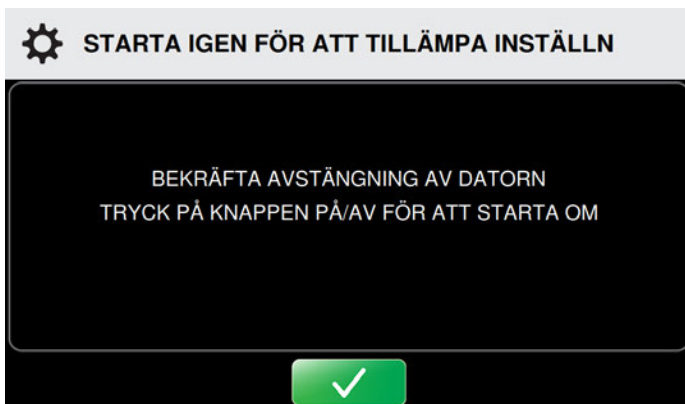 STARTA IGEN FÖR ATT TILLÄMPA INSTÄLLN
BEKRÄFTA AVSTÄNGNING AV DATORN
TRYCK PÅ KNAPPEN PÅ/AV FÖR ATT STARTA OM